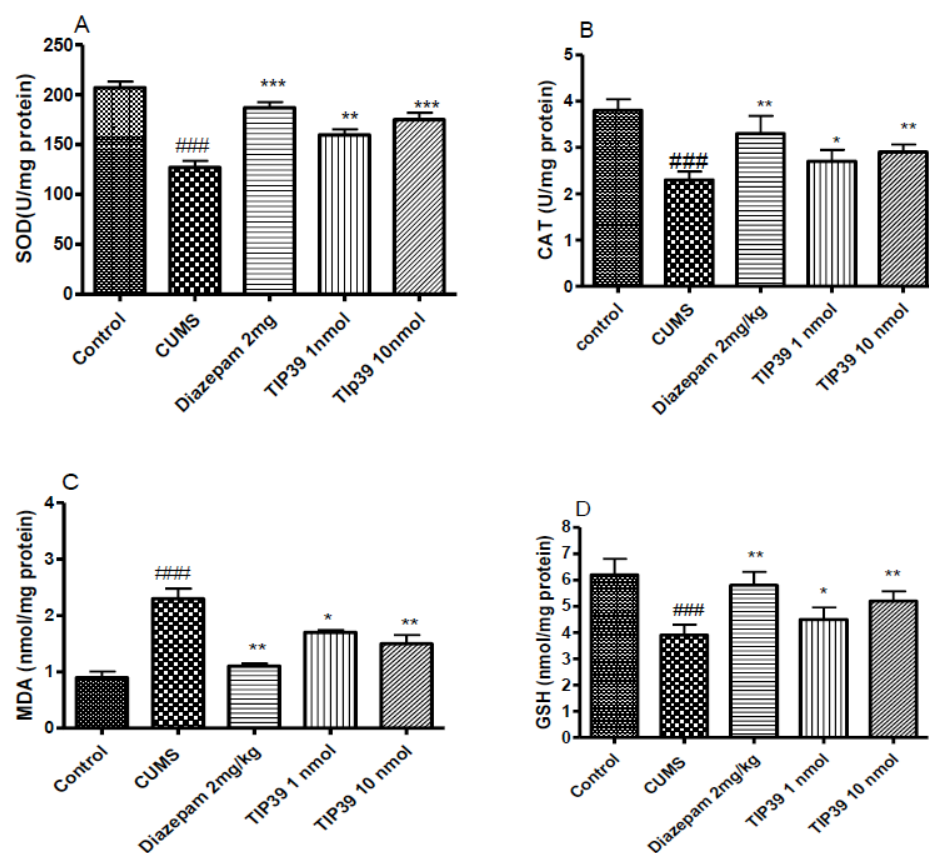 A
SOD(U/mg protein)
250
200
150
100
50
0
***
**
***
###
Control
CUMS
Diazepam 2mg
TIP39 1nmol
TIp39 10nmol
B
CAT (U/mg protein)
5
4
3
2
1
0
###
**
*
**
control
CUMS
Diazepam 2mg/kg
TIP39 1 nmol
TIP39 10 nmol
C
MDA (nmol/mg protein)
4
3
2
1
0
###
**
*
**
Control
CUMS
Diazepam 2mg/kg
TIP39 1 nmol
TIP39 10 nmol
D
GSH (nmol/mg protein)
8
7
6
5
4
3
2
1
0
###
**
*
**
Control
CUMS
Diazepam 2mg/kg
TIP39 1 nmol
TIP39 10 nmol